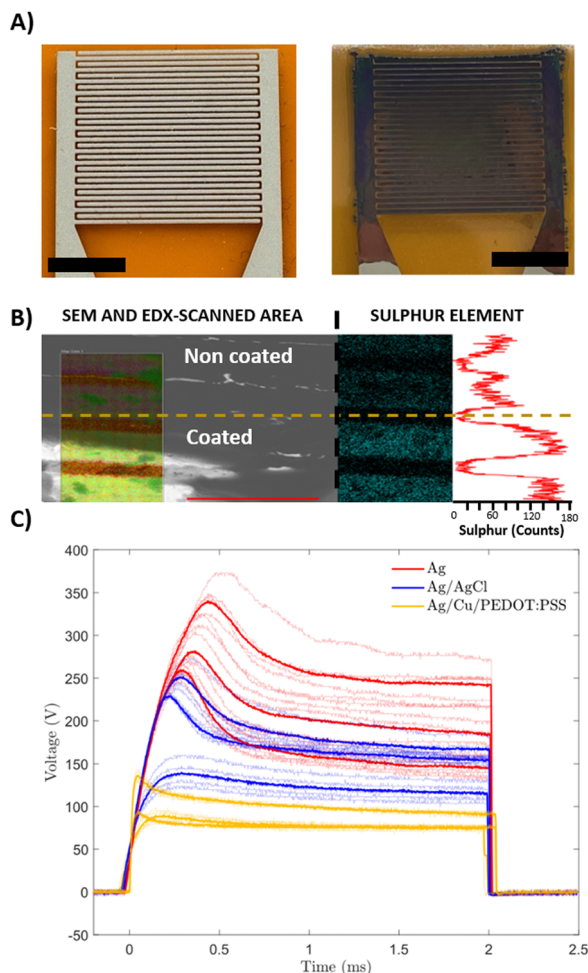 A)
B)
SEM AND EDX-SCANNED AREA
SULPHUR ELEMENT
Non coated
Coated
0 60 120 180
Sulphur (Counts)
C)
400
350
300
250
200
150
100
50
0
-50
Voltage (V)
Ag
Ag/AgCl
Ag/Cu/PEDOT:PSS
0 0.5 1 1.5 2 2.5
Time (ms)